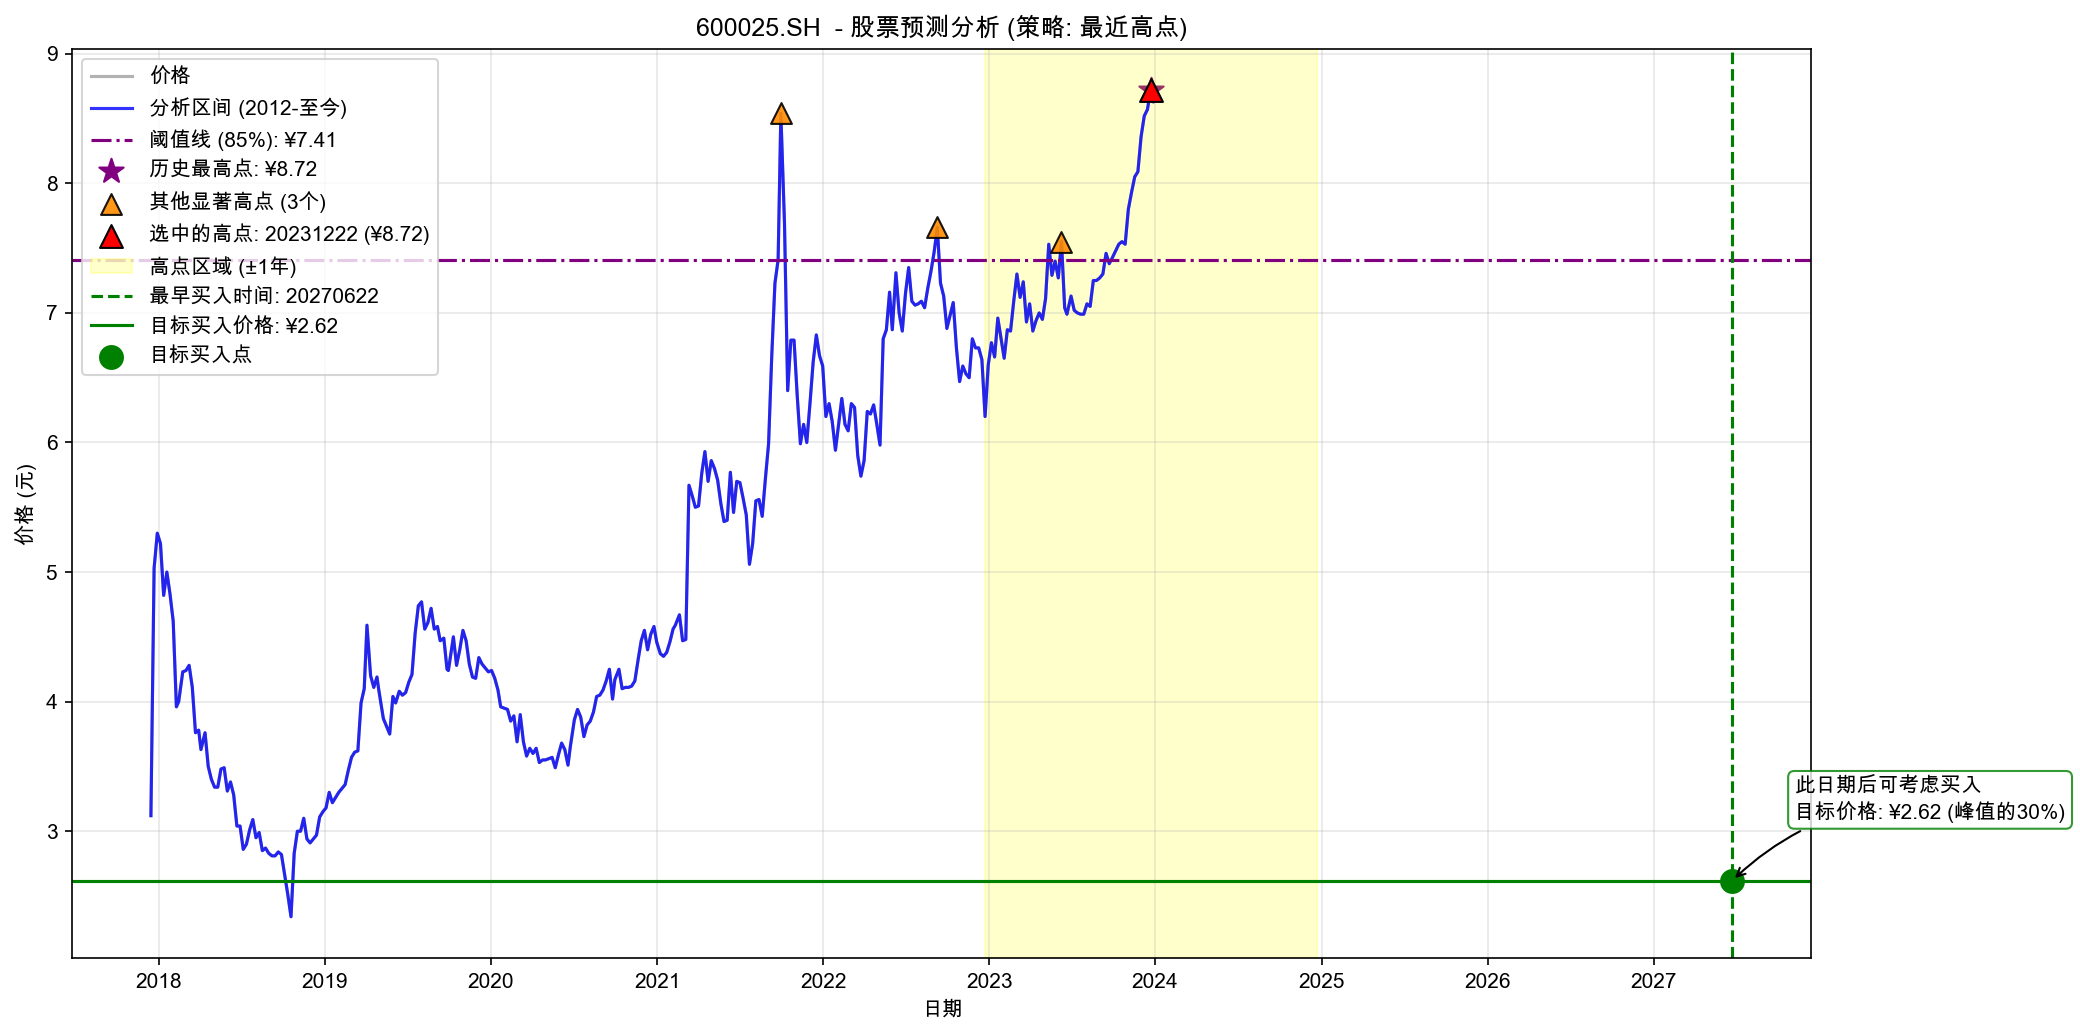 600025.SH - 股票预测分析 (策略: 最近高点)
价格 (元)
9
8
7
6
5
4
3
价格
分析区间 (2012-至今)
阈值线 (85%): ¥7.41
历史最高点: ¥8.72
其他显著高点 (3个)
选中的高点: 20231222 (¥8.72)
高点区域 (±1年)
最早买入时间: 20270622
目标买入价格: ¥2.62
目标买入点
此日期后可考虑买入
目标价格: ¥2.62 (峰值的30%)
2018
2019
2020
2021
2022
2023
2024
2025
2026
2027
日期